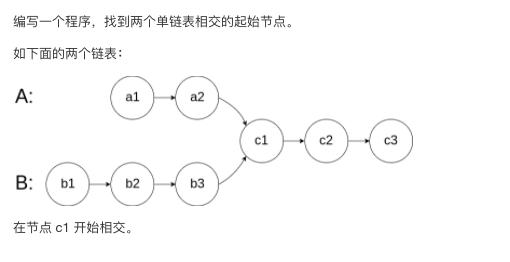 编写一个程序，找到两个单链表相交的起始节点。
如下面的两个链表：
A:
a1
a2
c1
c2
c3
B:
b1
b2
b3
在节点 c1 开始相交。